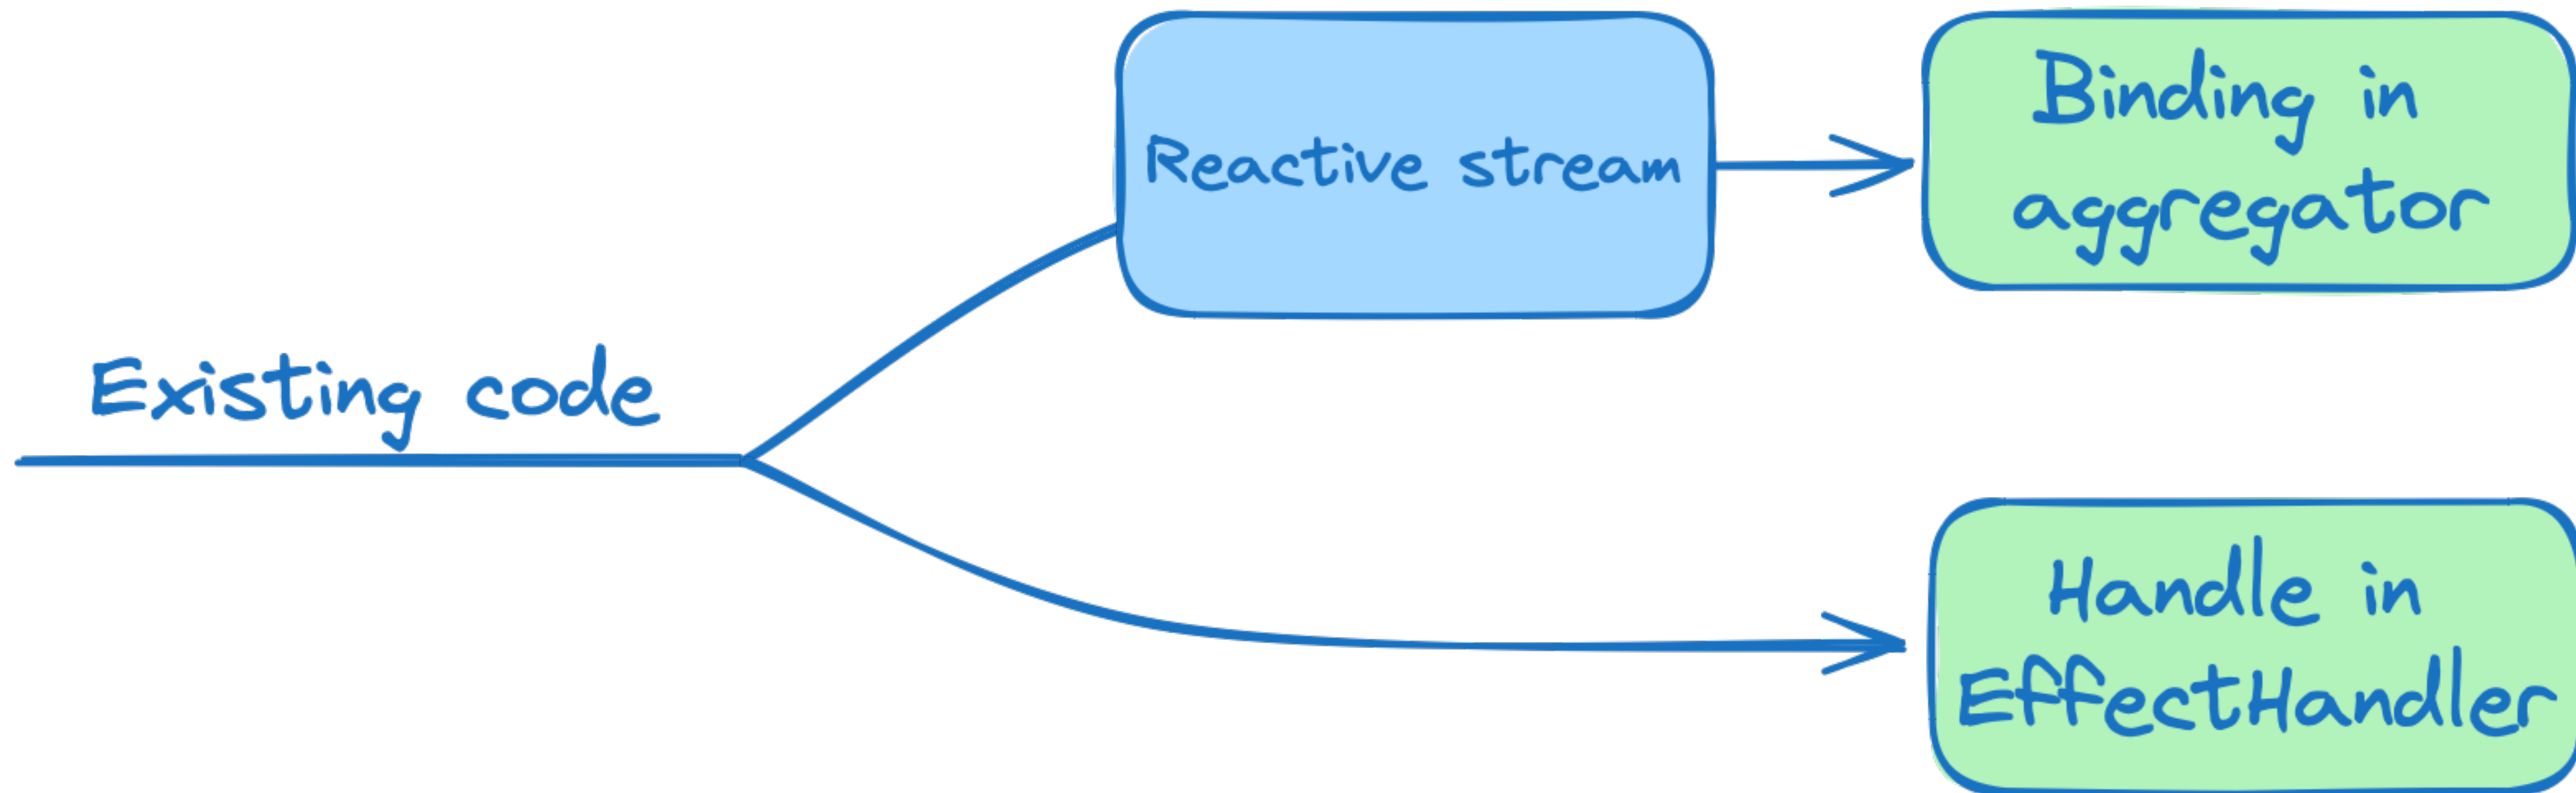 Reactive stream
Binding in
aggregator
Existing code
Handle in
EffectHandler